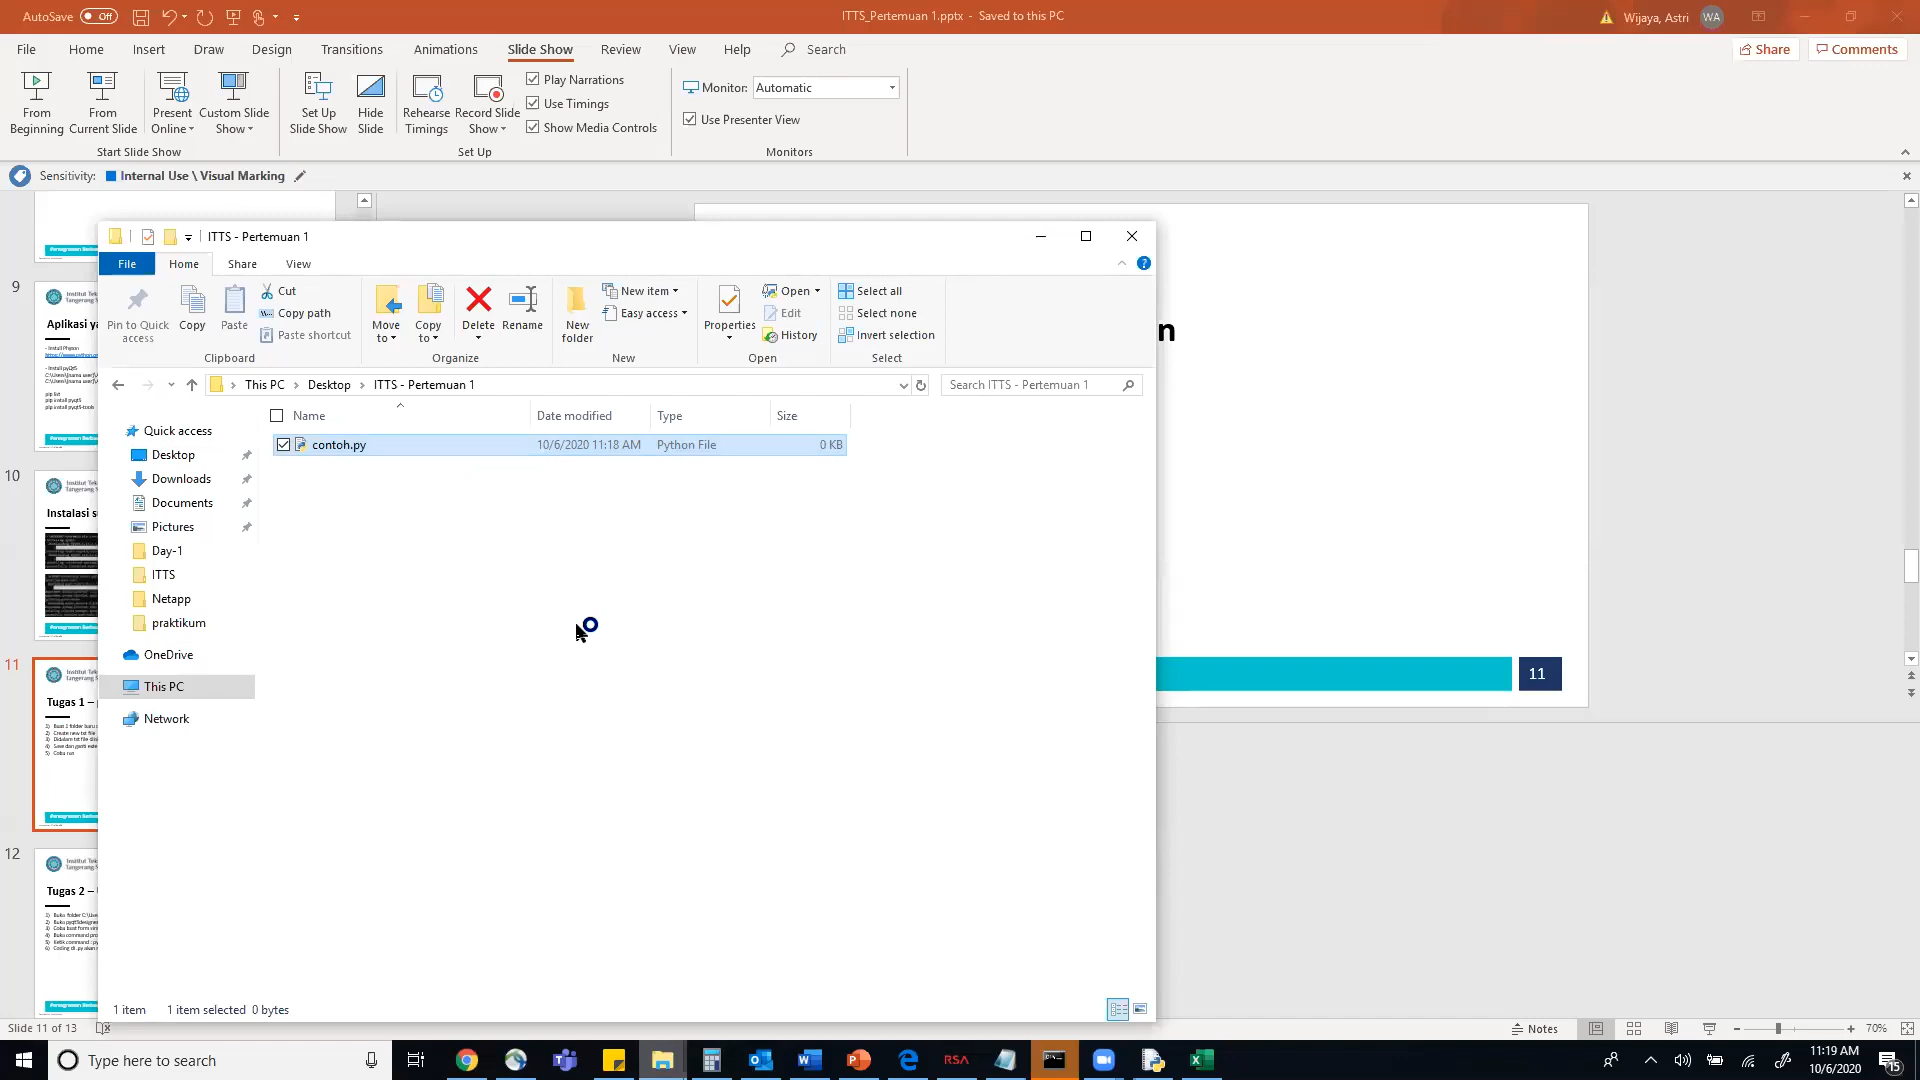 AutoSave Off
ITTS_Pertemuan 1.pptx - Saved to this PC
Wijaya, Astri WA
File Home Insert Draw Design Transitions Animations Slide Show Review View Help Search
Share Comments
From Beginning
From Current Slide
Present Online
Custom Slide Show
Start Slide Show
Set Up Slide Show
Hide Slide
Rehearse Timings
Record Slide Show
Play Narrations
Use Timings
Show Media Controls
Set Up
Monitor: Automatic
Use Presenter View
Monitors
Sensitivity: Internal Use \ Visual Marking
ITTS - Pertemuan 1
File Home Share View
Pin to Quick access
Copy
Paste
Cut
Copy path
Paste shortcut
Clipboard
Move to
Copy to
Delete
Rename
Organize
New folder
New item
Easy access
New
Properties
Open
Edit
History
Open
Select all
Select none
Invert selection
Select
This PC Desktop ITTS - Pertemuan 1
Search ITTS - Pertemuan 1
Name Date modified Type Size
contoh.py 10/6/2020 11:18 AM Python File 0 KB
Quick access
Desktop
Downloads
Documents
Pictures
Day-1
ITTS
Netapp
praktikum
OneDrive
This PC
Network
1 item 1 item selected 0 bytes
9
Aplikasi ya
pip list
pip install pyqt5
pip install pyqt5-tools
10
Instalasi s
11
Tugas 1 –
12
Tugas 2 –
n
11
Slide 11 of 13
Notes
70%
Type here to search
RSA
11:19 AM
10/6/2020
15